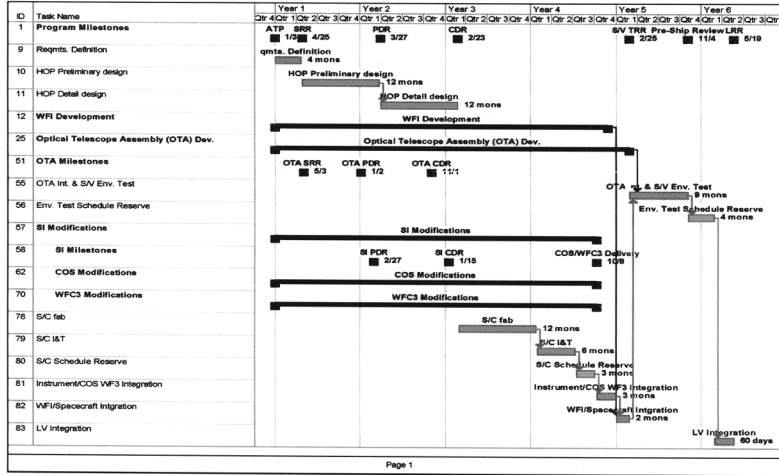 Year 1 Year 2 Year 3 Year 4 Year 5 Year 6
ID Task Name Qtr 4 Qtr 1 Qtr 2 Qtr 3 Qtr 4 Qtr 1 Qtr 2 Qtr 3 Qtr 4 Qtr 1 Qtr 2 Qtr 3 Qtr 4 Qtr 1 Qtr 2 Qtr 3 Qtr 4 Qtr 1 Qtr 2 Qtr 3 Qtr 4 Qtr 1 Qtr 2 Qtr 3 Qtr
1 Program Milestones ATP SRR PDR CDR S/V TRR Pre-Ship Review LRR
1/3 4/25 3/27 2/23 2/25 11/4 5/19
9 Reqmts. Definition qmts. Definition
4 mons
10 HOP Preliminary design HOP Preliminary design
12 mons
11 HOP Detail design HOP Detail design
12 mons
12 WFI Development WFI Development
25 Optical Telescope Assembly (OTA) Dev. Optical Telescope Assembly (OTA) Dev.
51 OTA Milestones OTA SRR OTA PDR OTA CDR
5/3 1/2 11/1
55 OTA Int. & S/V Env. Test OTA Int. & S/V Env. Test
9 mons
56 Env. Test Schedule Reserve Env. Test Schedule Reserve
4 mons
57 SI Modifications SI Modifications
58 SI Milestones SI PDR SI CDR COS/WFC3 Delivery
2/27 1/15 10/8
62 COS Modifications COS Modifications
70 WFC3 Modifications WFC3 Modifications
78 S/C fab S/C fab
12 mons
79 S/C I&T S/C I&T
6 mons
80 S/C Schedule Reserve S/C Schedule Reserve
3 mons
81 Instrument/COS WF3 Integration Instrument/COS WF3 Integration
3 mons
82 WFI/Spacecraft Intgration WFI/Spacecraft Intgration
2 mons
83 LV Integration LV Integration
60 days
Page 1